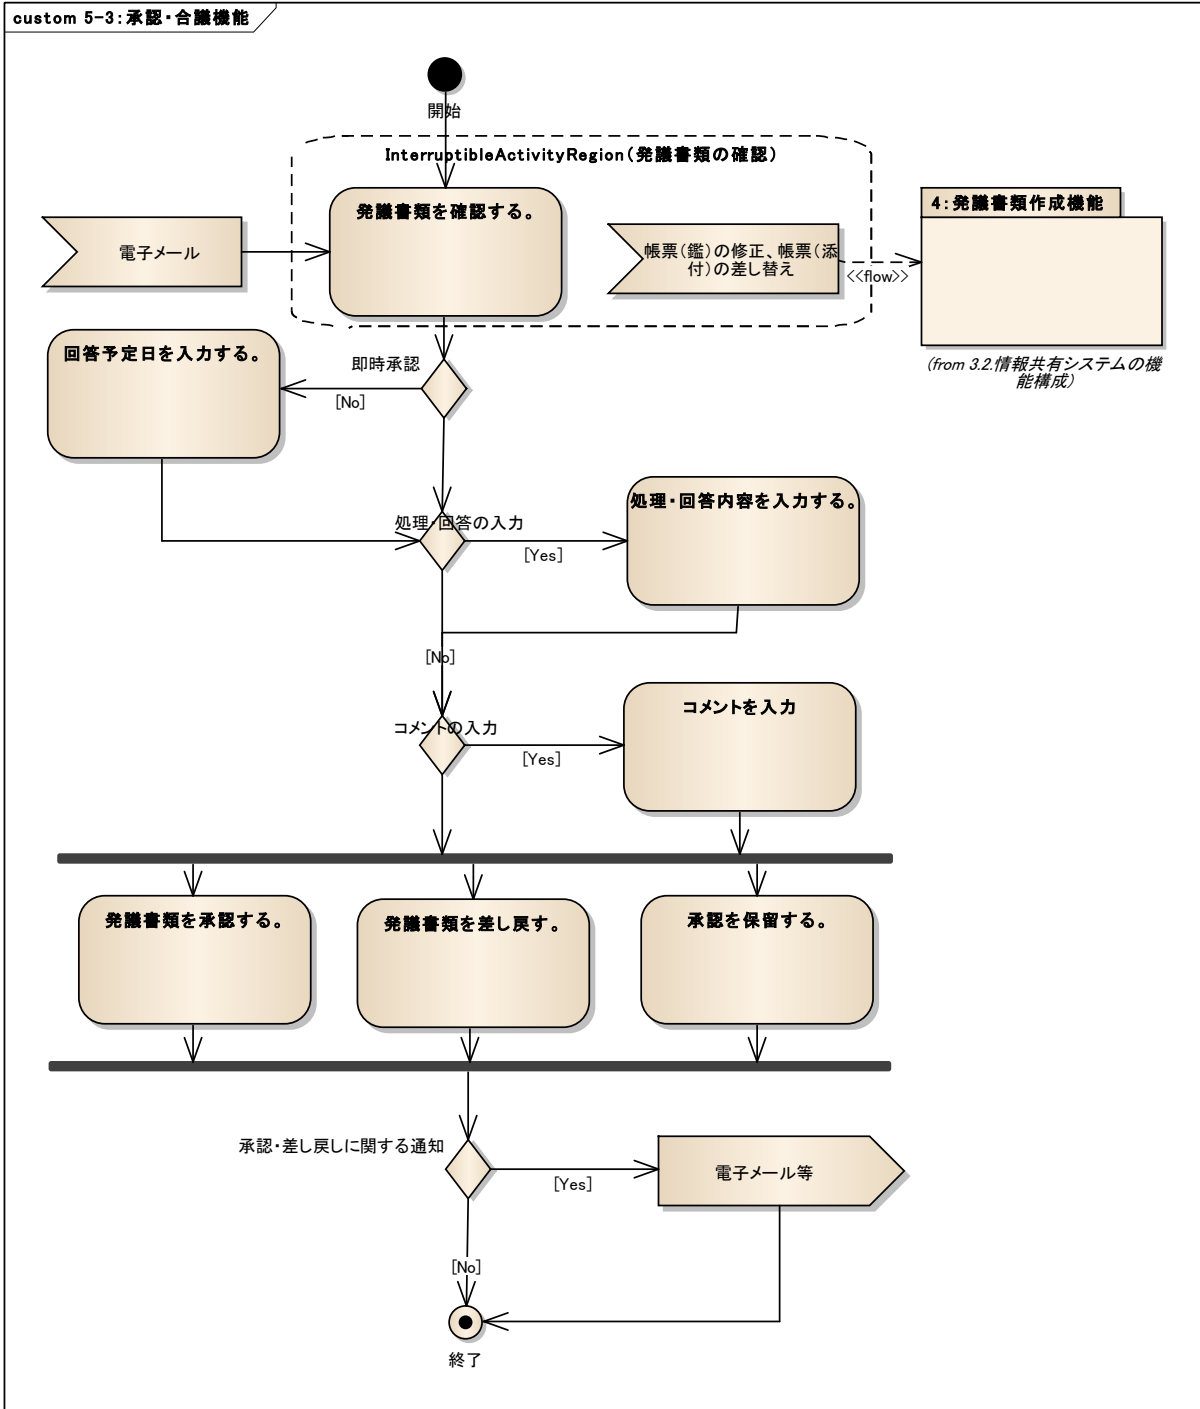 custom 5-3:承認・合議機能
開始
InterruptibleActivityRegion(発議書類の確認)
発議書類を確認する。
4:発議書類作成機能
電子メール
帳票(鑑)の修正、帳票(添
付)の差し替え
<<flow>>
(from 3.2.情報共有システムの機
能構成)
回答予定日を入力する。
即時承認
[No]
処理・回答内容を入力する。
処理・回答の入力
[Yes]
[No]
コメントを入力
コメントの入力
[Yes]
発議書類を承認する。
発議書類を差し戻す。
承認を保留する。
承認・差し戻しに関する通知
電子メール等
[Yes]
[No]
終了